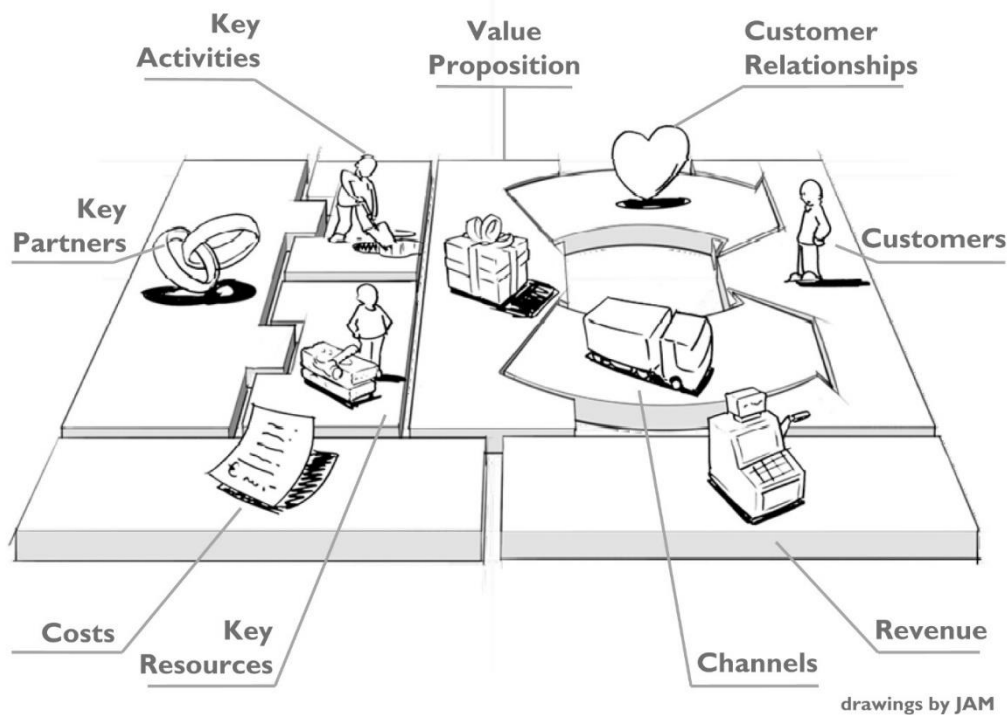 Key
Activities
Value
Proposition
Customer
Relationships
Key
Partners
Customers
Costs
Key
Resources
Channels
Revenue
drawings by JAM